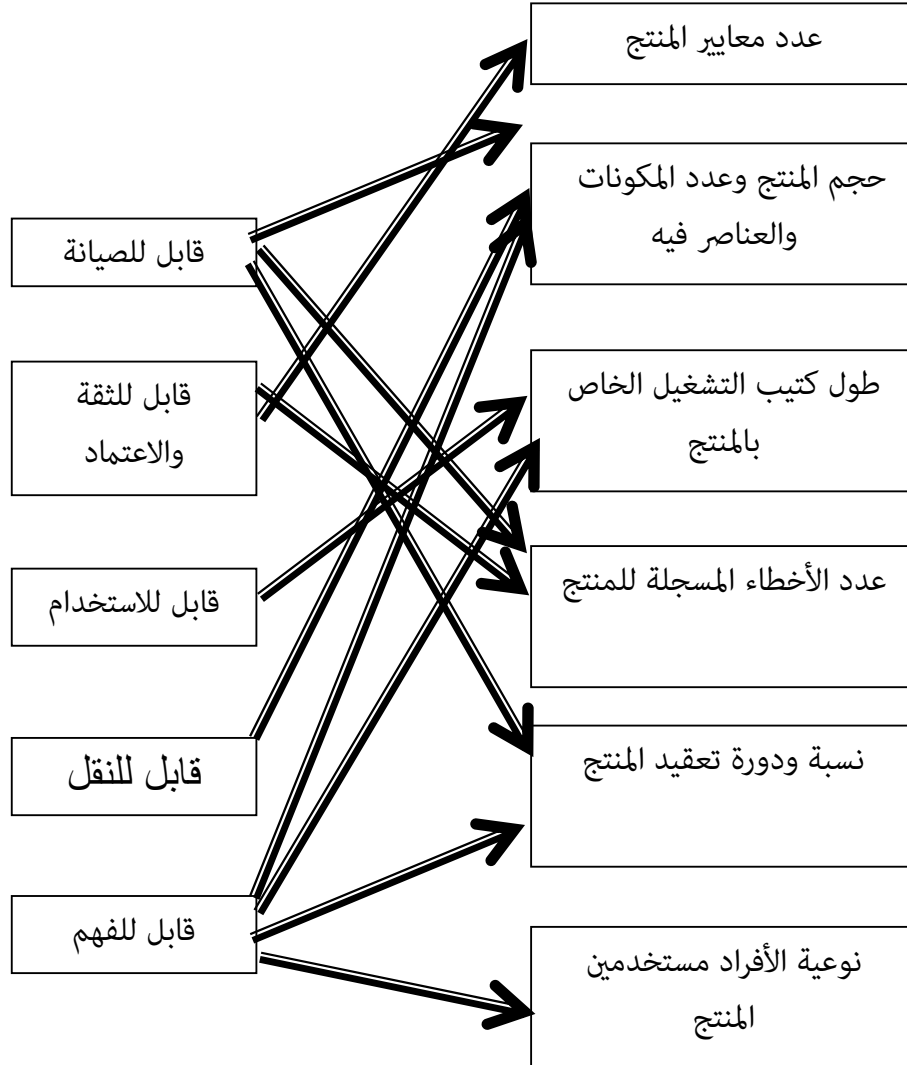 عدد معايير المنتج
حجم المنتج وعدد المكونات
والعناصر فيه
قابل للصيانة
طول كتيب التشغيل الخاص
بالمنتج
قابل للثقة
والاعتماد
عدد الأخطاء المسجلة للمنتج
قابل للاستخدام
نسبة ودورة تعقيد المنتج
قابل للنقل
قابل للفهم
نوعية الأفراد مستخدمين
المنتج